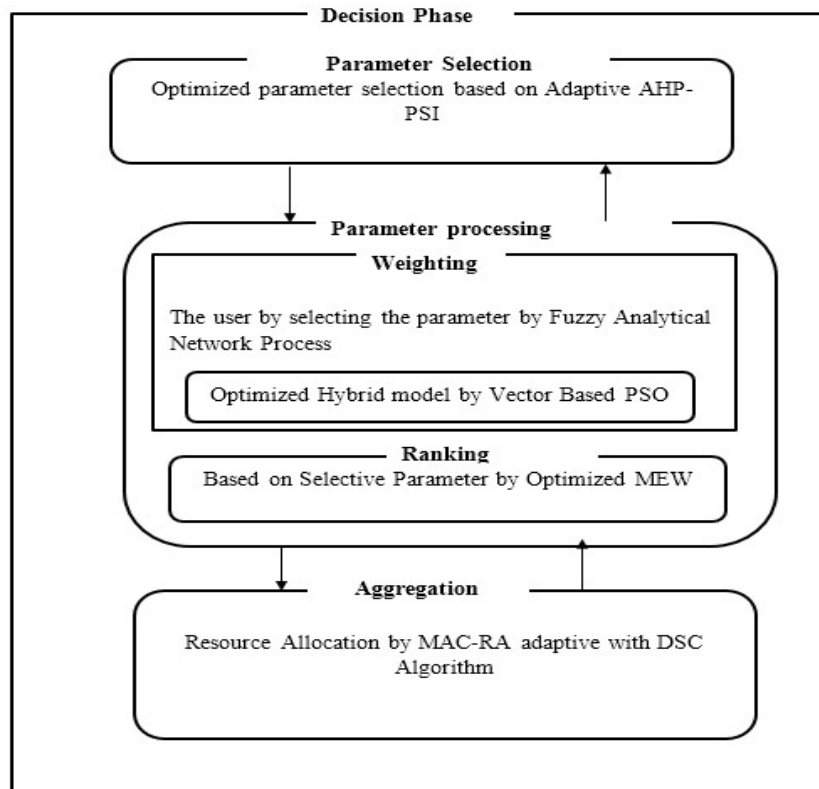 Decision Phase
Parameter Selection
Optimized parameter selection based on Adaptive AHP-
PSI
Parameter processing
Weighting
The user by selecting the parameter by Fuzzy Analytical
Network Process
Optimized Hybrid model by Vector Based PSO
Ranking
Based on Selective Parameter by Optimized MEW
Aggregation
Resource Allocation by MAC-RA adaptive with DSC
Algorithm